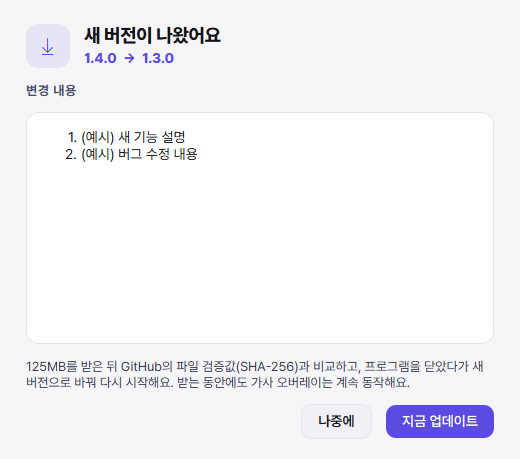 새 버전이 나왔어요
1.4.0 → 1.3.0
변경 내용
1. (예시) 새 기능 설명
2. (예시) 버그 수정 내용
125MB를 받은 뒤 GitHub의 파일 검증값(SHA-256)과 비교하고, 프로그램을 닫았다가 새
버전으로 바꿔 다시 시작해요. 받는 동안에도 가사 오버레이는 계속 동작해요.
나중에
지금 업데이트